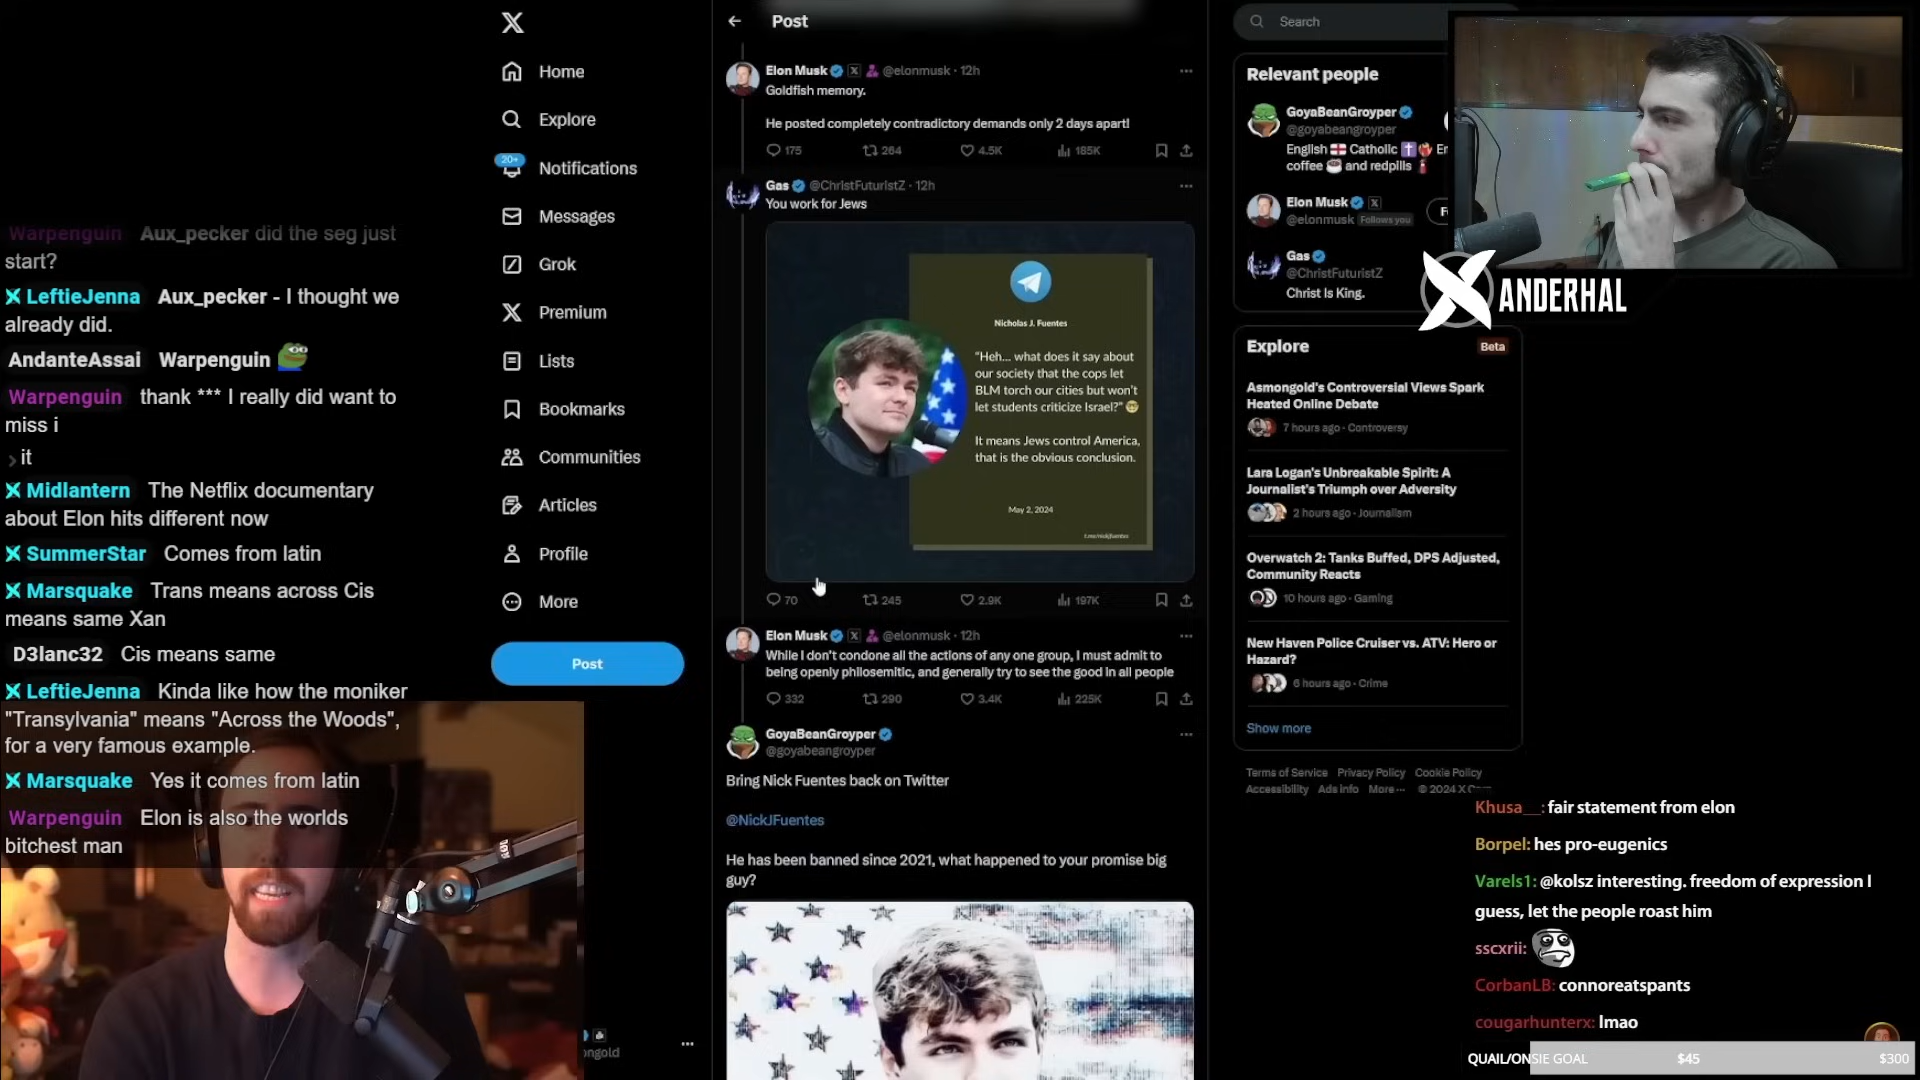 Warpenguin Aux_pecker did the seg just
start?
LeftieJenna Aux_pecker - I thought we
already did.
AndanteAssai Warpenguin
Warpenguin thank *** I really did want to
miss i
it
Midlantern The Netflix documentary
about Elon hits different now
SummerStar Comes from latin
Marsquake Trans means across Cis
means same Xan
D3lanc32 Cis means same
LeftieJenna Kinda like how the moniker
"Transylvania" means "Across the Woods",
for a very famous example.
Marsquake Yes it comes from latin
Warpenguin Elon is also the worlds
bitchest man
Home
Explore
20+
Notifications
Messages
Grok
Premium
Lists
Bookmarks
Communities
Articles
Profile
More
Post
ongold
Post
Elon Musk @elonmusk · 12h
Goldfish memory.
He posted completely contradictory demands only 2 days apart!
175 264 4.5K 185K
Gas @ChristFuturistZ · 12h
You work for Jews
Nicholas J. Fuentes
"Heh... what does it say about
our society that the cops let
BLM torch our cities but won't
let students criticize Israel?"
It means Jews control America,
that is the obvious conclusion.
May 2, 2024
t.me/nickjfuentes
70 245 2.9K 197K
Elon Musk @elonmusk · 12h
While I don't condone all the actions of any one group, I must admit to
being openly philosemitic, and generally try to see the good in all people
332 290 3.4K 225K
GoyaBeanGroyper
@goyabeangroyper
Bring Nick Fuentes back on Twitter
@NickJFuentes
He has been banned since 2021, what happened to your promise big
guy?
Search
Relevant people
GoyaBeanGroyper
@goyabeangroyper
English Catholic
coffee and redpills
Elon Musk
@elonmusk Follows you
Gas
@ChristFuturistZ
Christ Is King.
XANDERHAL
Explore
Beta
Asmongold's Controversial Views Spark
Heated Online Debate
7 hours ago · Controversy
Lara Logan's Unbreakable Spirit: A
Journalist's Triumph over Adversity
2 hours ago · Journalism
Overwatch 2: Tanks Buffed, DPS Adjusted,
Community Reacts
10 hours ago · Gaming
New Haven Police Cruiser vs. ATV: Hero or
Hazard?
6 hours ago · Crime
Show more
Terms of Service Privacy Policy Cookie Policy
Accessibility Ads info More ··· © 2024 X Corp.
Khusa__: fair statement from elon
Borpel: hes pro-eugenics
Varels1: @kolsz interesting. freedom of expression I
guess, let the people roast him
sscxrii:
CorbanLB: connoreatspants
cougarhunterx: lmao
QUAIL/ONSIE GOAL $45 $300